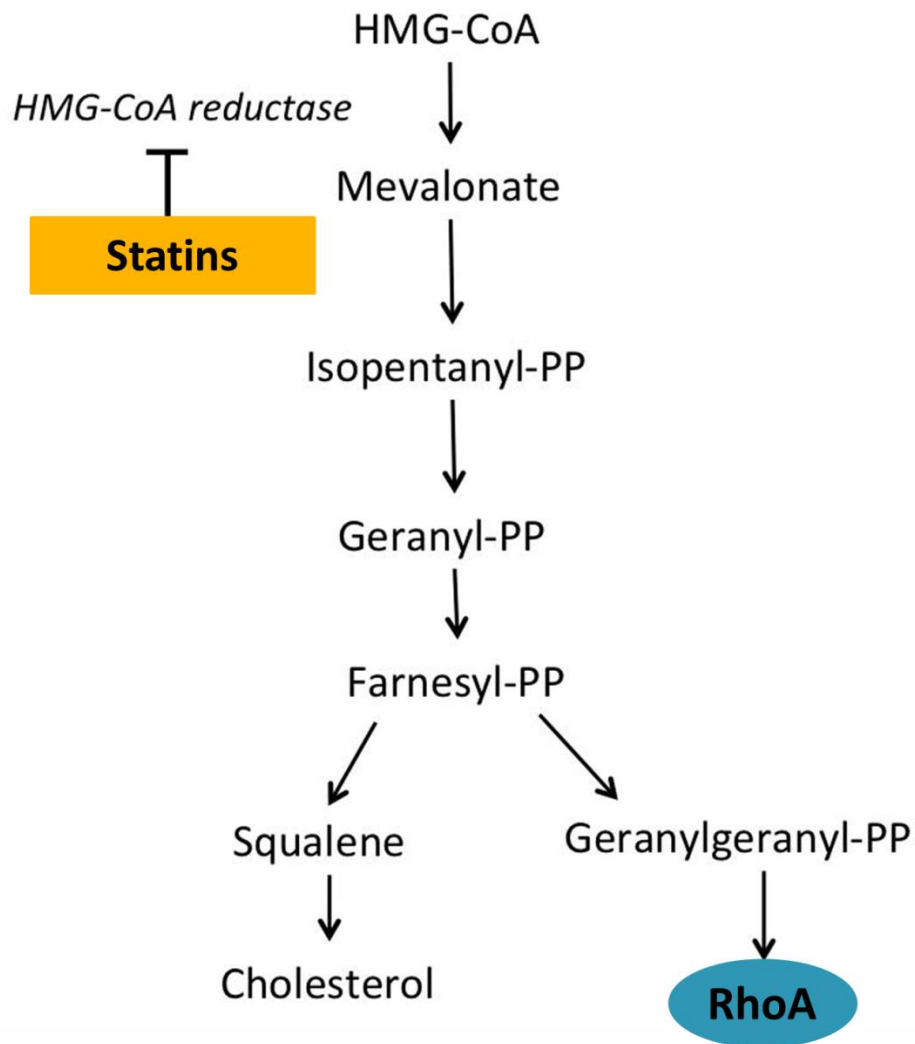 HMG-CoA
HMG-CoA reductase
Mevalonate
Statins
Isopentanyl-PP
Geranyl-PP
Farnesyl-PP
Squalene
Geranylgeranyl-PP
Cholesterol
RhoA